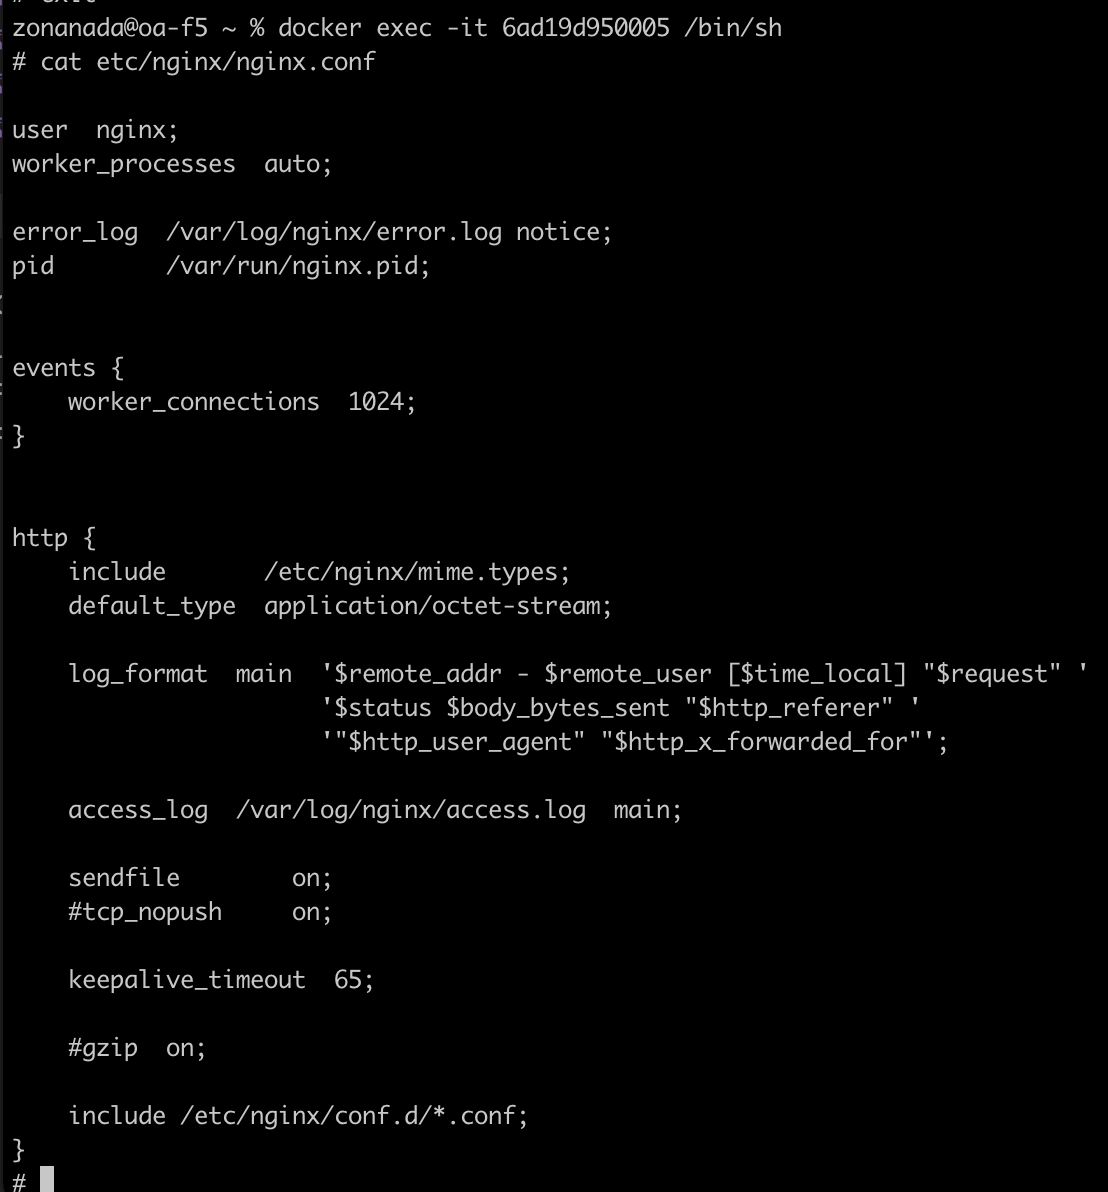 # exit
zonanada@oa-f5 ~ % docker exec -it 6ad19d950005 /bin/sh
# cat etc/nginx/nginx.conf

user  nginx;
worker_processes  auto;

error_log  /var/log/nginx/error.log notice;
pid        /var/run/nginx.pid;


events {
    worker_connections  1024;
}


http {
    include       /etc/nginx/mime.types;
    default_type  application/octet-stream;

    log_format  main  '$remote_addr - $remote_user [$time_local] "$request" '
                      '$status $body_bytes_sent "$http_referer" '
                      '"$http_user_agent" "$http_x_forwarded_for"';

    access_log  /var/log/nginx/access.log  main;

    sendfile        on;
    #tcp_nopush     on;

    keepalive_timeout  65;

    #gzip  on;

    include /etc/nginx/conf.d/*.conf;
}
#